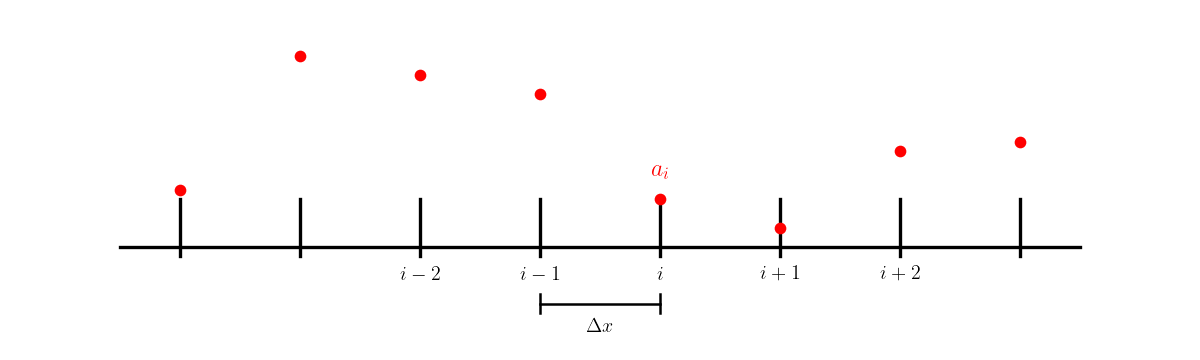 a_i
i − 2 i − 1 i i + 1 i + 2
Δx